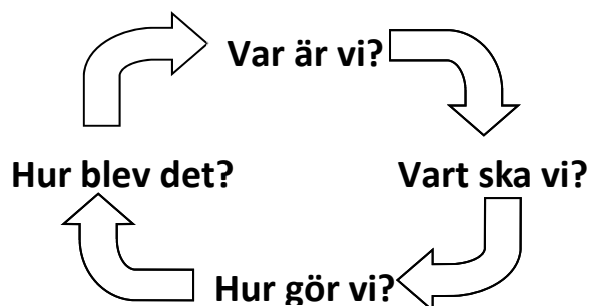 Var är vi?
Hur blev det?
Vart ska vi?
Hur gör vi?